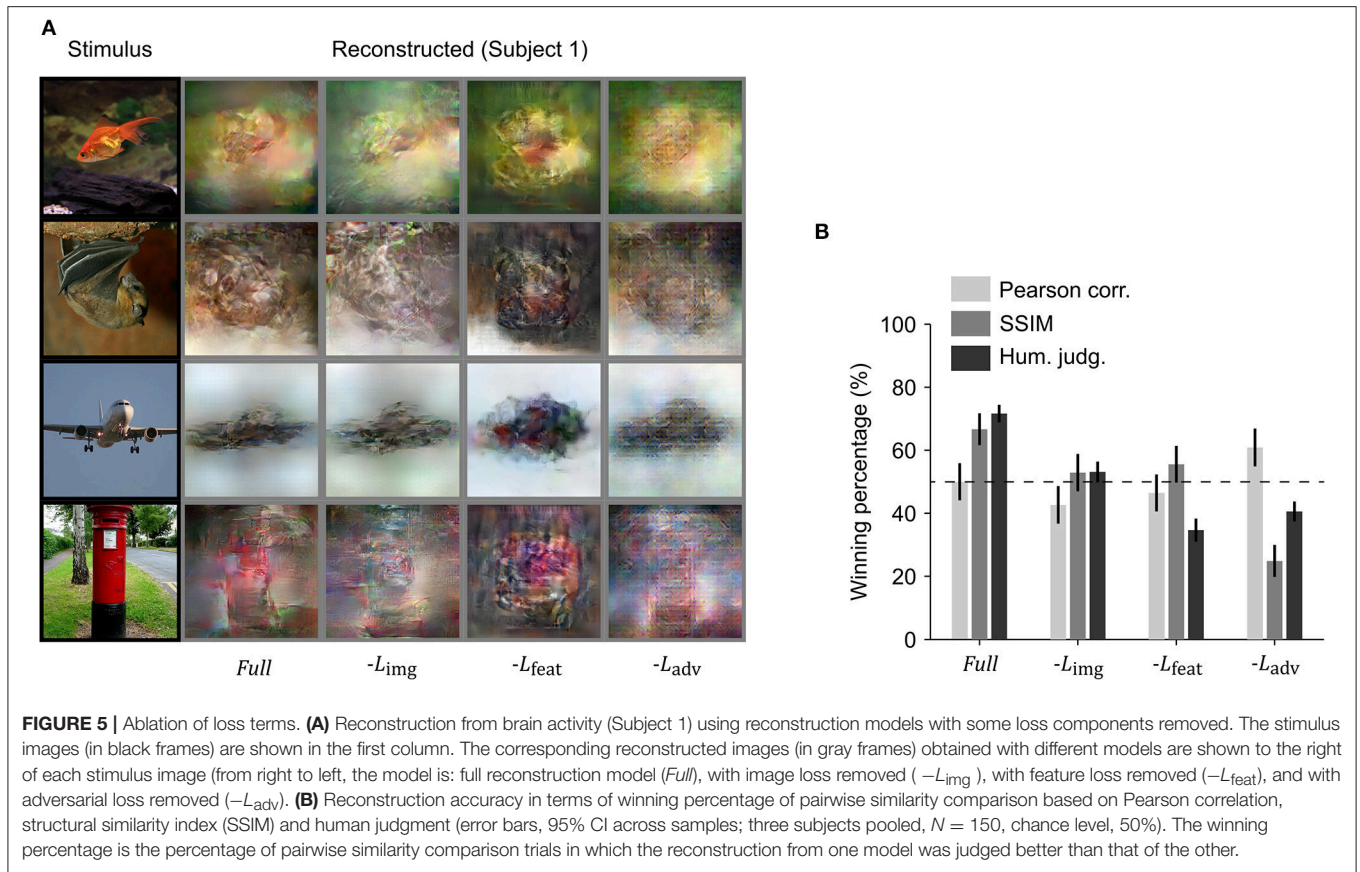 A
Stimulus
Reconstructed (Subject 1)
Full
-Limg
-Lfeat
-Ladv
B
Pearson corr.
SSIM
Hum. judg.
Winning percentage (%)
100
80
60
40
20
0
Full
-Limg
-Lfeat
-Ladv
FIGURE 5 | Ablation of loss terms. (A) Reconstruction from brain activity (Subject 1) using reconstruction models with some loss components removed. The stimulus
images (in black frames) are shown in the first column. The corresponding reconstructed images (in gray frames) obtained with different models are shown to the right
of each stimulus image (from right to left, the model is: full reconstruction model (Full), with image loss removed ( −Limg ), with feature loss removed (−Lfeat), and with
adversarial loss removed (−Ladv). (B) Reconstruction accuracy in terms of winning percentage of pairwise similarity comparison based on Pearson correlation,
structural similarity index (SSIM) and human judgment (error bars, 95% CI across samples; three subjects pooled, N = 150, chance level, 50%). The winning
percentage is the percentage of pairwise similarity comparison trials in which the reconstruction from one model was judged better than that of the other.